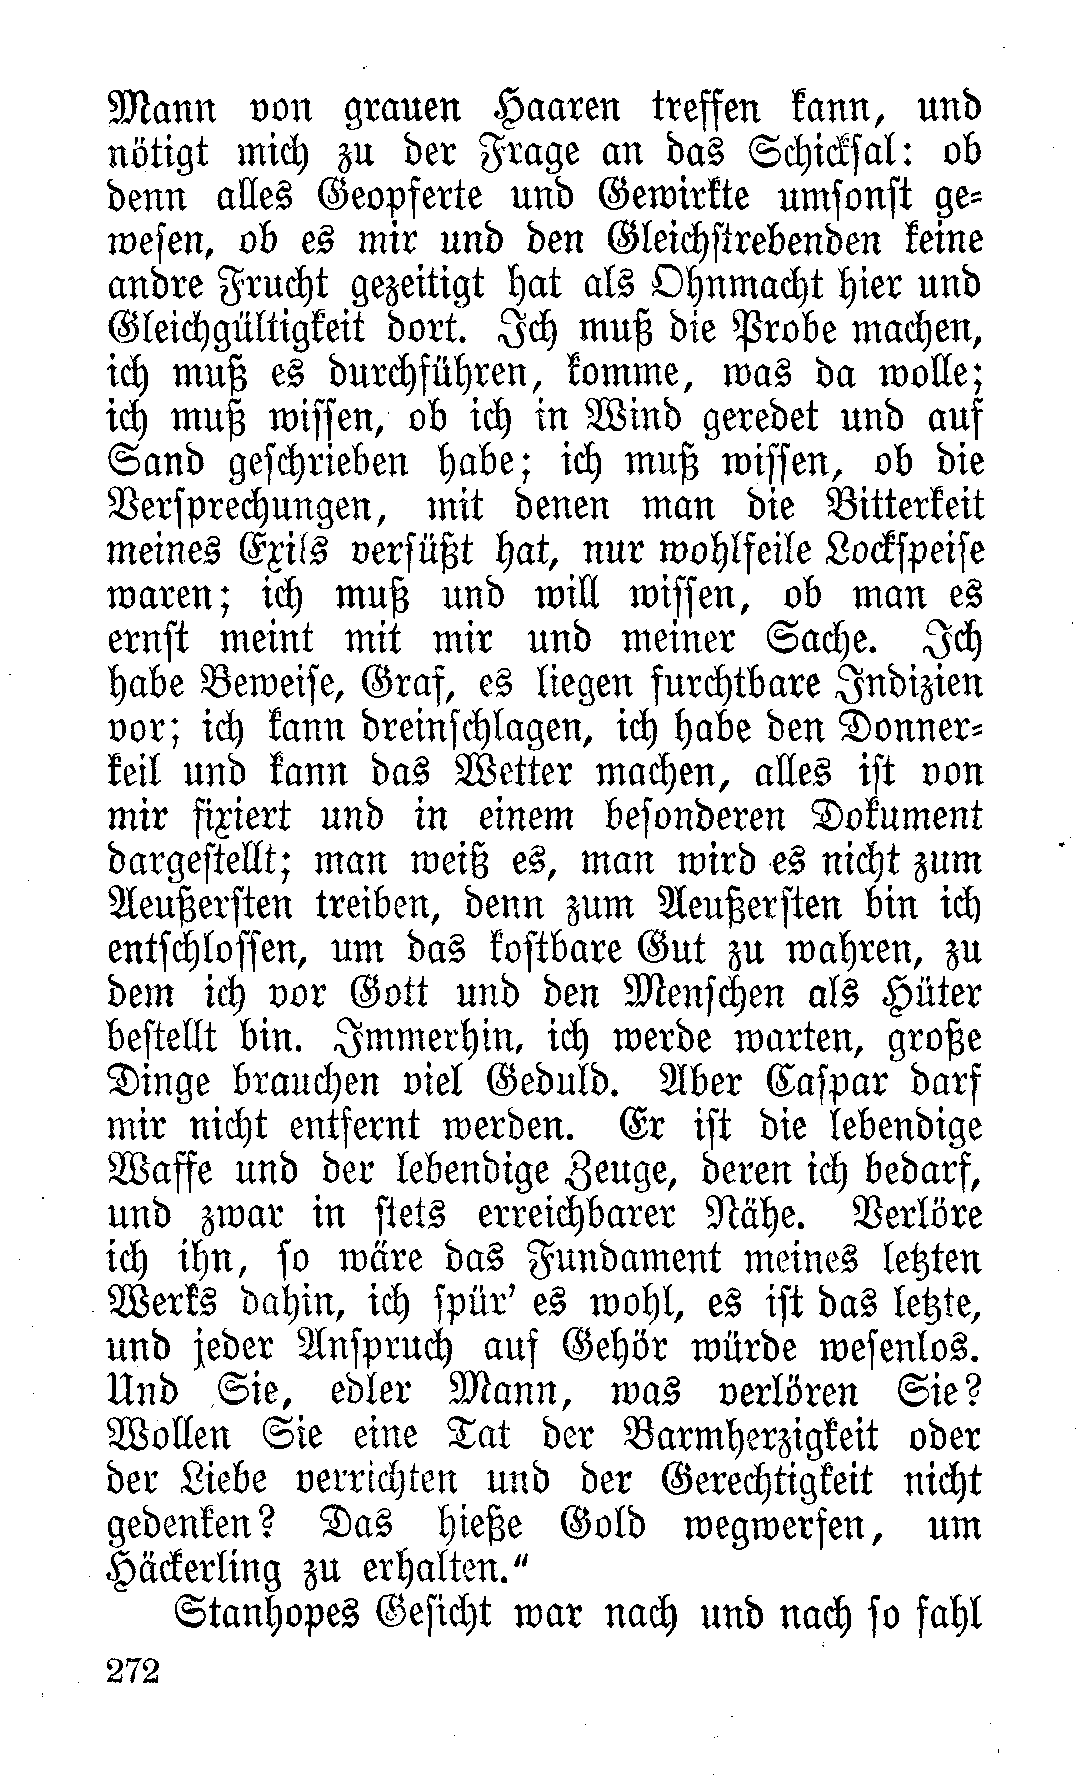 Mann von grauen Haaren treffen kann, und
nötigt mich zu der Frage an das Schicksal: ob
denn alles Geopferte und Gewirkte umsonst ge-
wesen, ob es mir und den Gleichstrebenden keine
andre Frucht gezeitigt hat als Ohnmacht hier und
Gleichgültigkeit dort. Ich muß die Probe machen,
ich muß es durchführen, komme, was da wolle;
ich muß wissen, ob ich in Wind geredet und auf
Sand geschrieben habe; ich muß wissen, ob die
Versprechungen, mit denen man die Bitterkeit
meines Exils versüßt hat, nur wohlfeile Lockspeise
waren; ich muß und will wissen, ob man es
ernst meint mit mir und meiner Sache. Ich
habe Beweise, Graf, es liegen furchtbare Indizien
vor; ich kann dreinschlagen, ich habe den Donner-
keil und kann das Wetter machen, alles ist von
mir fixiert und in einem besonderen Dokument
dargestellt; man weiß es, man wird es nicht zum
Aeußersten treiben, denn zum Aeußersten bin ich
entschlossen, um das kostbare Gut zu wahren, zu
dem ich vor Gott und den Menschen als Hüter
bestellt bin. Immerhin, ich werde warten, große
Dinge brauchen viel Geduld. Aber Caspar darf
mir nicht entfernt werden. Er ist die lebendige
Waffe und der lebendige Zeuge, deren ich bedarf,
und zwar in stets erreichbarer Nähe. Verlöre
ich ihn, so wäre das Fundament meines letzten
Werks dahin, ich spür' es wohl, es ist das letzte,
und jeder Anspruch auf Gehör würde wesenlos.
Und Sie, edler Mann, was verlören Sie?
Wollen Sie eine Tat der Barmherzigkeit oder
der Liebe verrichten und der Gerechtigkeit nicht
gedenken? Das hieße Gold wegwerfen, um
Häckerling zu erhalten.“
Stanhopes Gesicht war nach und nach so fahl
272